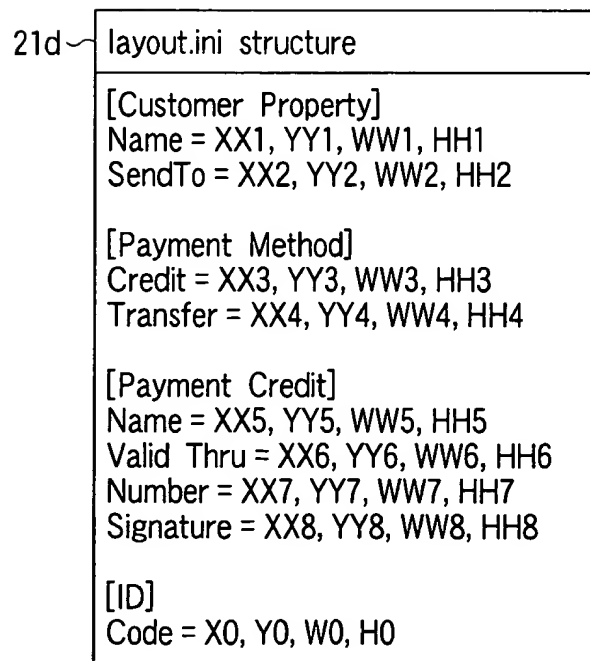 21d layout.ini structure
[Customer Property]
Name = XX1, YY1, WW1, HH1
SendTo = XX2, YY2, WW2, HH2
[Payment Method]
Credit = XX3, YY3, WW3, HH3
Transfer = XX4, YY4, WW4, HH4
[Payment Credit]
Name = XX5, YY5, WW5, HH5
Valid Thru = XX6, YY6, WW6, HH6
Number = XX7, YY7, WW7, HH7
Signature = XX8, YY8, WW8, HH8
[ID]
Code = X0, Y0, W0, H0